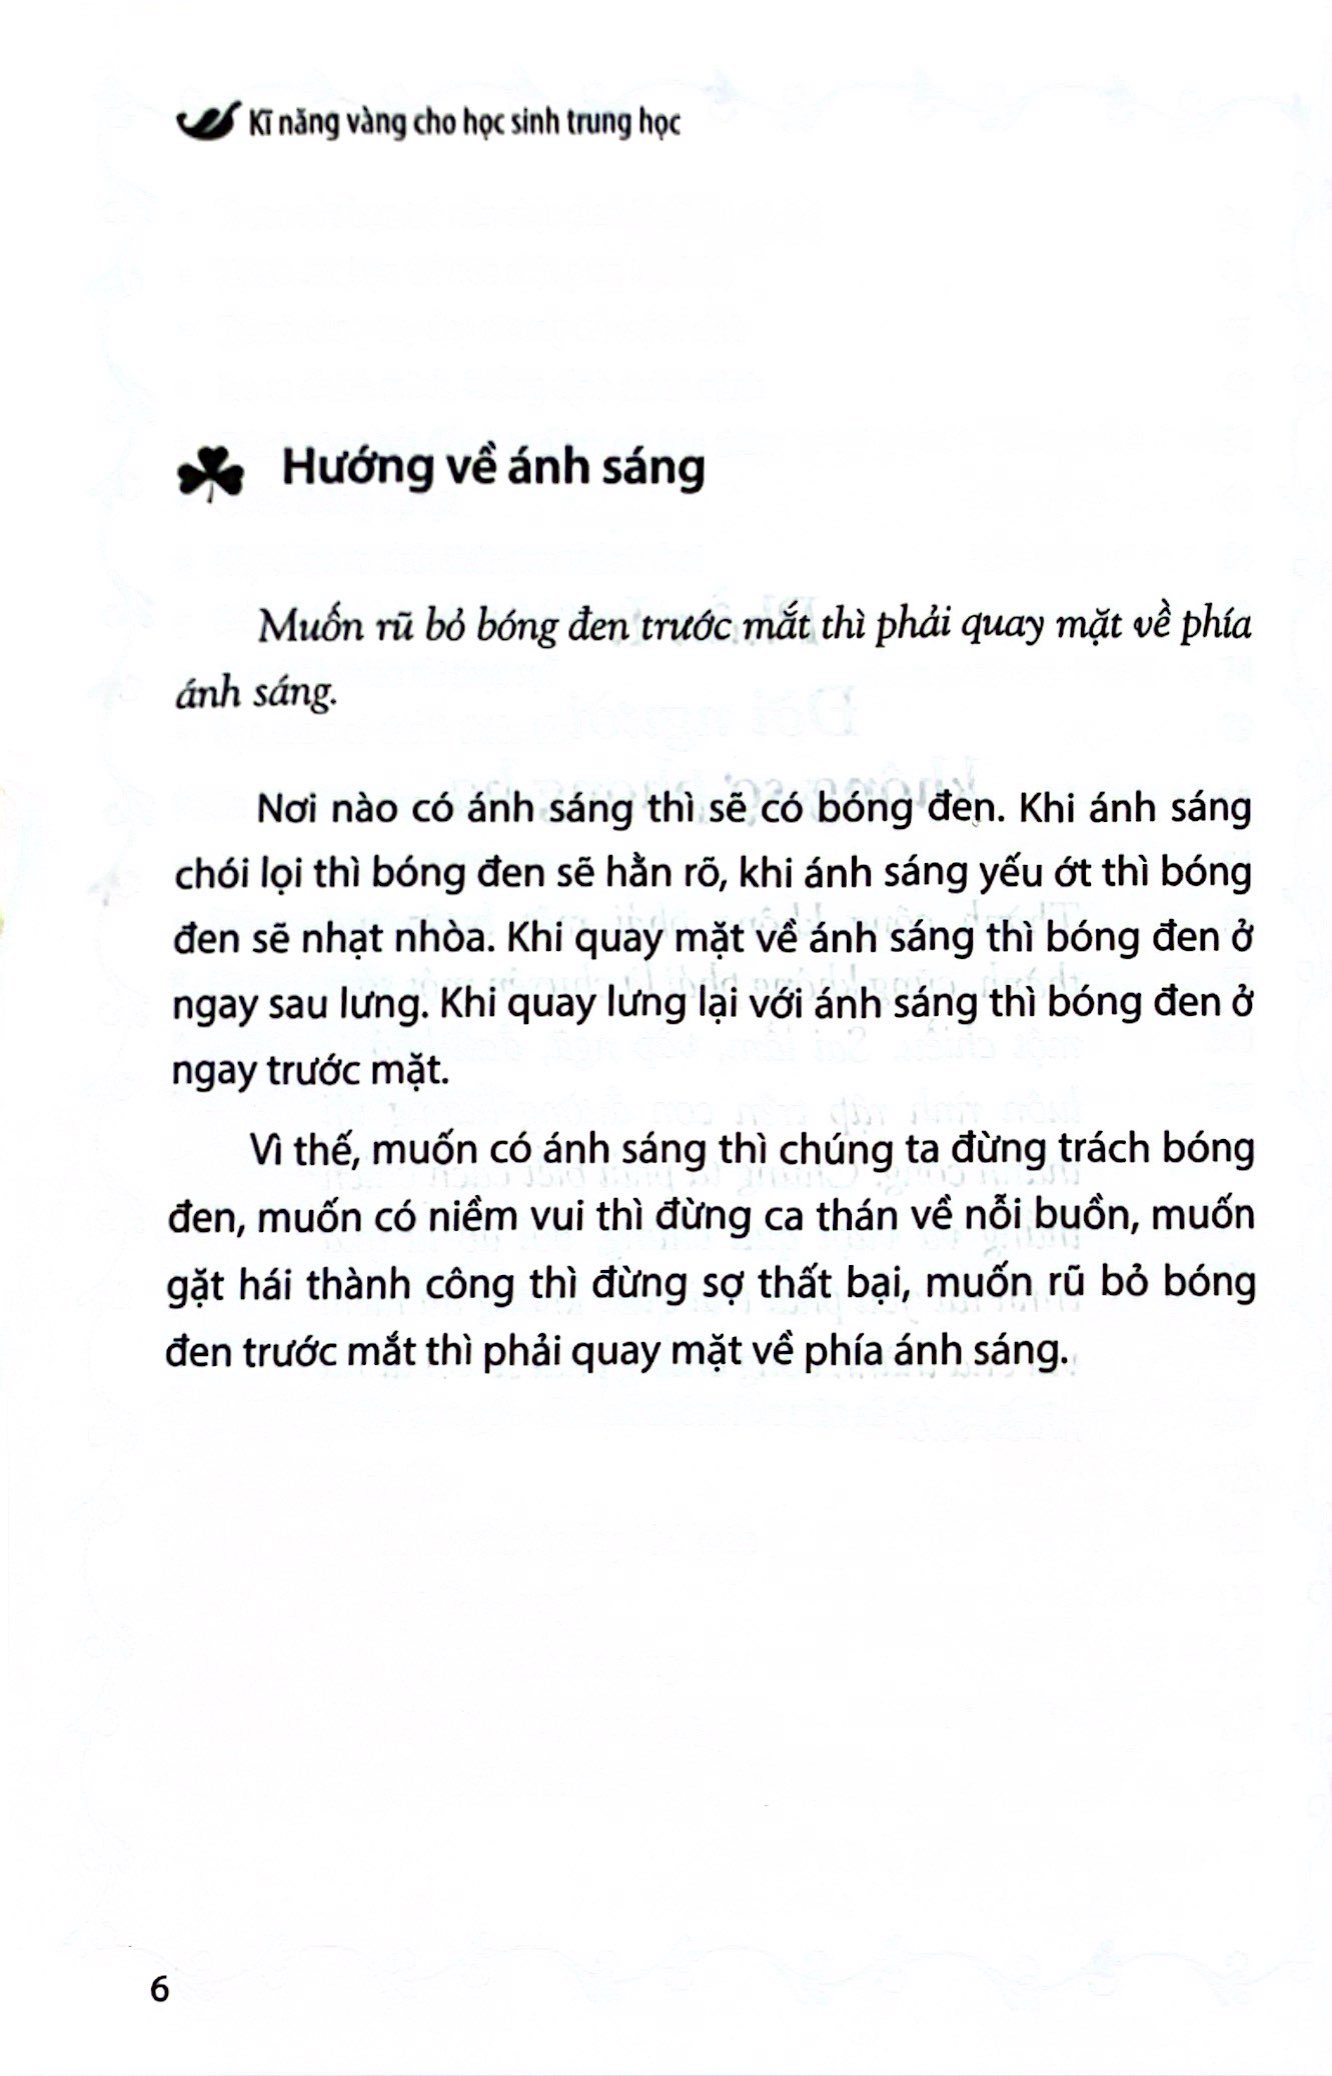 Kĩ năng vàng cho học sinh trung học
Hướng về ánh sáng
Muốn rũ bỏ bóng đen trước mắt thì phải quay mặt về phía
ánh sáng.
Nơi nào có ánh sáng thì sẽ có bóng đen. Khi ánh sáng
chói lọi thì bóng đen sẽ hằn rõ, khi ánh sáng yếu ớt thì bóng
đen sẽ nhạt nhòa. Khi quay mặt về ánh sáng thì bóng đen ở
ngay sau lưng. Khi quay lưng lại với ánh sáng thì bóng đen ở
ngay trước mặt.
Vì thế, muốn có ánh sáng thì chúng ta đừng trách bóng
đen, muốn có niềm vui thì đừng ca thán về nỗi buồn, muốn
gặt hái thành công thì đừng sợ thất bại, muốn rũ bỏ bóng
đen trước mắt thì phải quay mặt về phía ánh sáng.
6